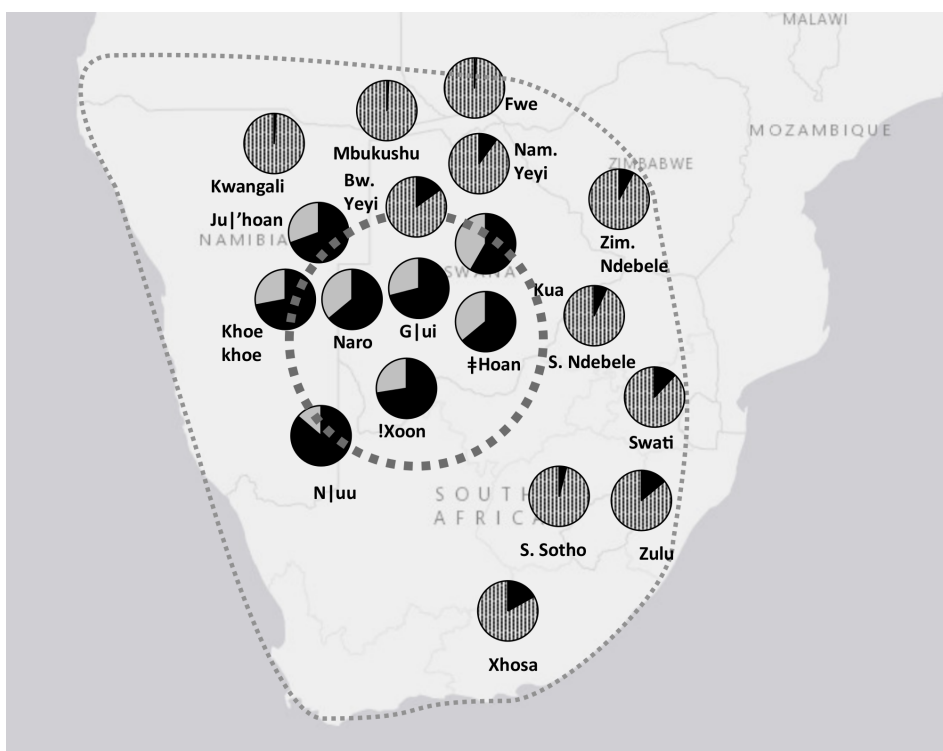 MALAWI
Fwe
MOZAMBIQUE
Mbukushu
Nam.
Yeyi
ZIMBABWE
Kwangali
Bw.
Yeyi
Ju|'hoan
NAMIBIA
Zim.
Ndebele
SWANA
Kua
Khoe
khoe
Naro
G|ui
ǂHoan
S. Ndebele
!Xoon
Swati
N|uu
SOUTH
AFRICA
S. Sotho
Zulu
Xhosa